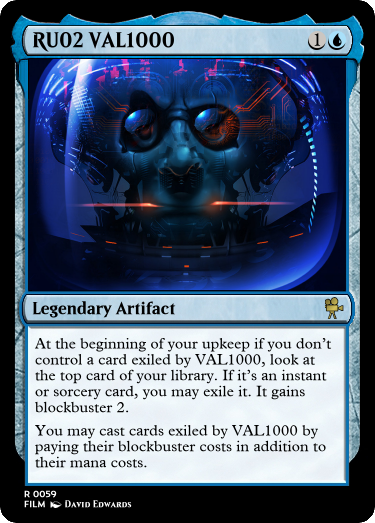 RU02 VAL1000
1
Legendary Artifact
At the beginning of your upkeep if you don't
control a card exiled by VAL1000, look at
the top card of your library. If it's an instant
or sorcery card, you may exile it. It gains
blockbuster 2.
You may cast cards exiled by VAL1000 by
paying their blockbuster costs in addition to
their mana costs.
R 0059
FILM David Edwards